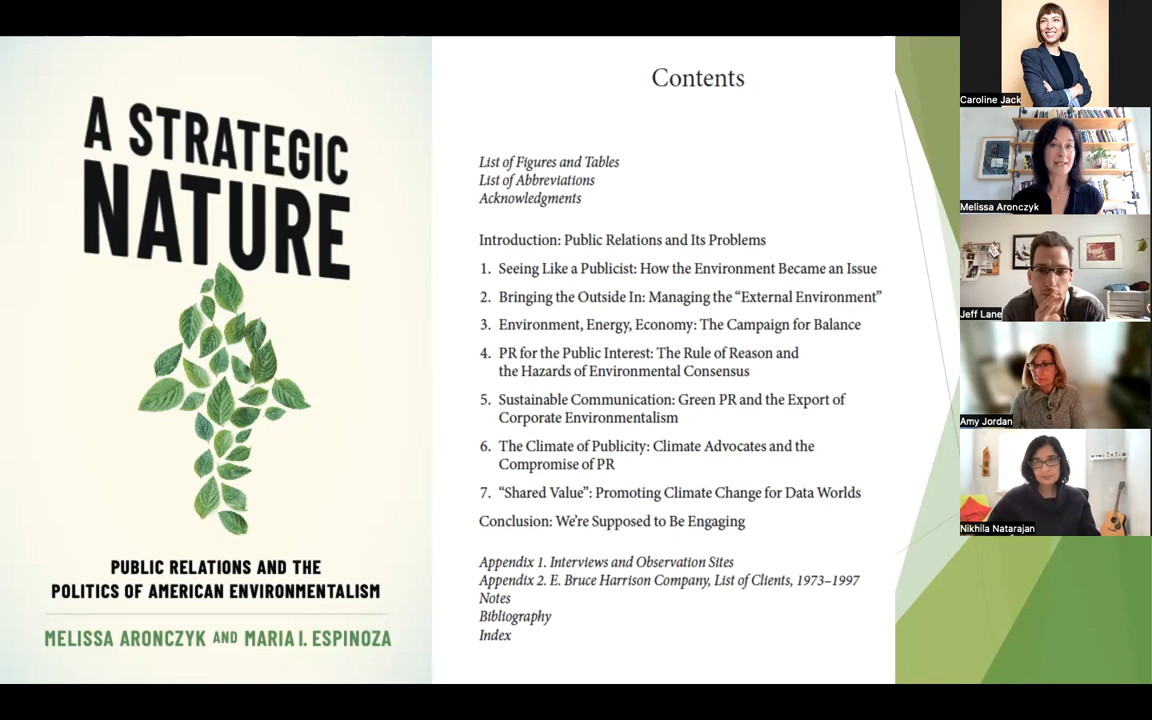 A STRATEGIC
NATURE
PUBLIC RELATIONS AND THE
POLITICS OF AMERICAN ENVIRONMENTALISM
MELISSA ARONCZYK AND MARIA I. ESPINOZA
Contents
List of Figures and Tables
List of Abbreviations
Acknowledgments
Introduction: Public Relations and Its Problems
1. Seeing Like a Publicist: How the Environment Became an Issue
2. Bringing the Outside In: Managing the “External Environment”
3. Environment, Energy, Economy: The Campaign for Balance
4. PR for the Public Interest: The Rule of Reason and
the Hazards of Environmental Consensus
5. Sustainable Communication: Green PR and the Export of
Corporate Environmentalism
6. The Climate of Publicity: Climate Advocates and the
Compromise of PR
7. “Shared Value”: Promoting Climate Change for Data Worlds
Conclusion: We’re Supposed to Be Engaging
Appendix 1. Interviews and Observation Sites
Appendix 2. E. Bruce Harrison Company, List of Clients, 1973–1997
Notes
Bibliography
Index
Caroline Jack
Melissa Aronczyk
Jeff Lane
Amy Jordan
Nikhila Natarajan